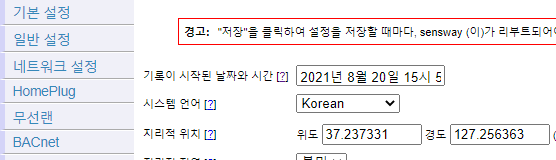 기본 설정
일반 설정
네트워크 설정
HomePlug
무선랜
BACnet
경고: "저장"을 클릭하여 설정을 저장할 때마다, sensway (이)가 리부트되어
기록이 시작된 날짜와 시간 [?] 2021년 8월 20일 15시 5
시스템 언어 [?] Korean
지리적 위치 [?] 위도 37.237331 경도 127.256363 (